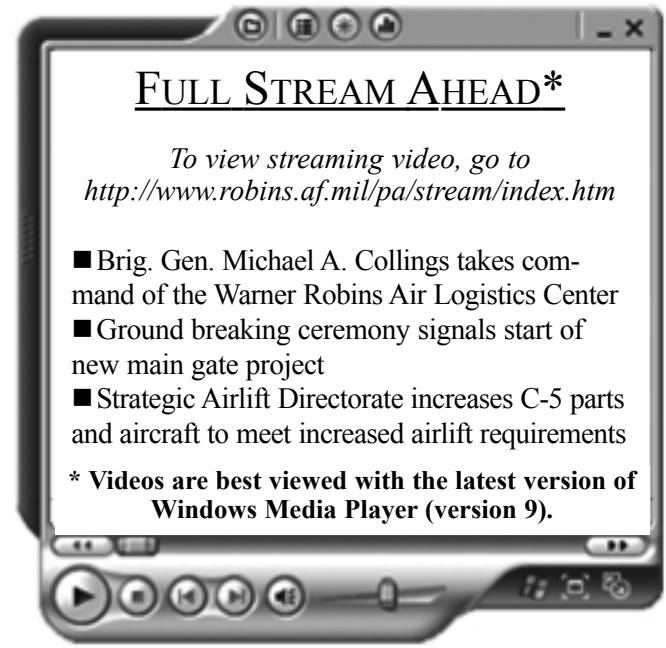 FULL STREAM AHEAD*
To view streaming video, go to
http://www.robins.af.mil/pa/stream/index.htm
■ Brig. Gen. Michael A. Collings takes com-
mand of the Warner Robins Air Logistics Center
■ Ground breaking ceremony signals start of
new main gate project
■ Strategic Airlift Directorate increases C-5 parts
and aircraft to meet increased airlift requirements
* Videos are best viewed with the latest version of
Windows Media Player (version 9).